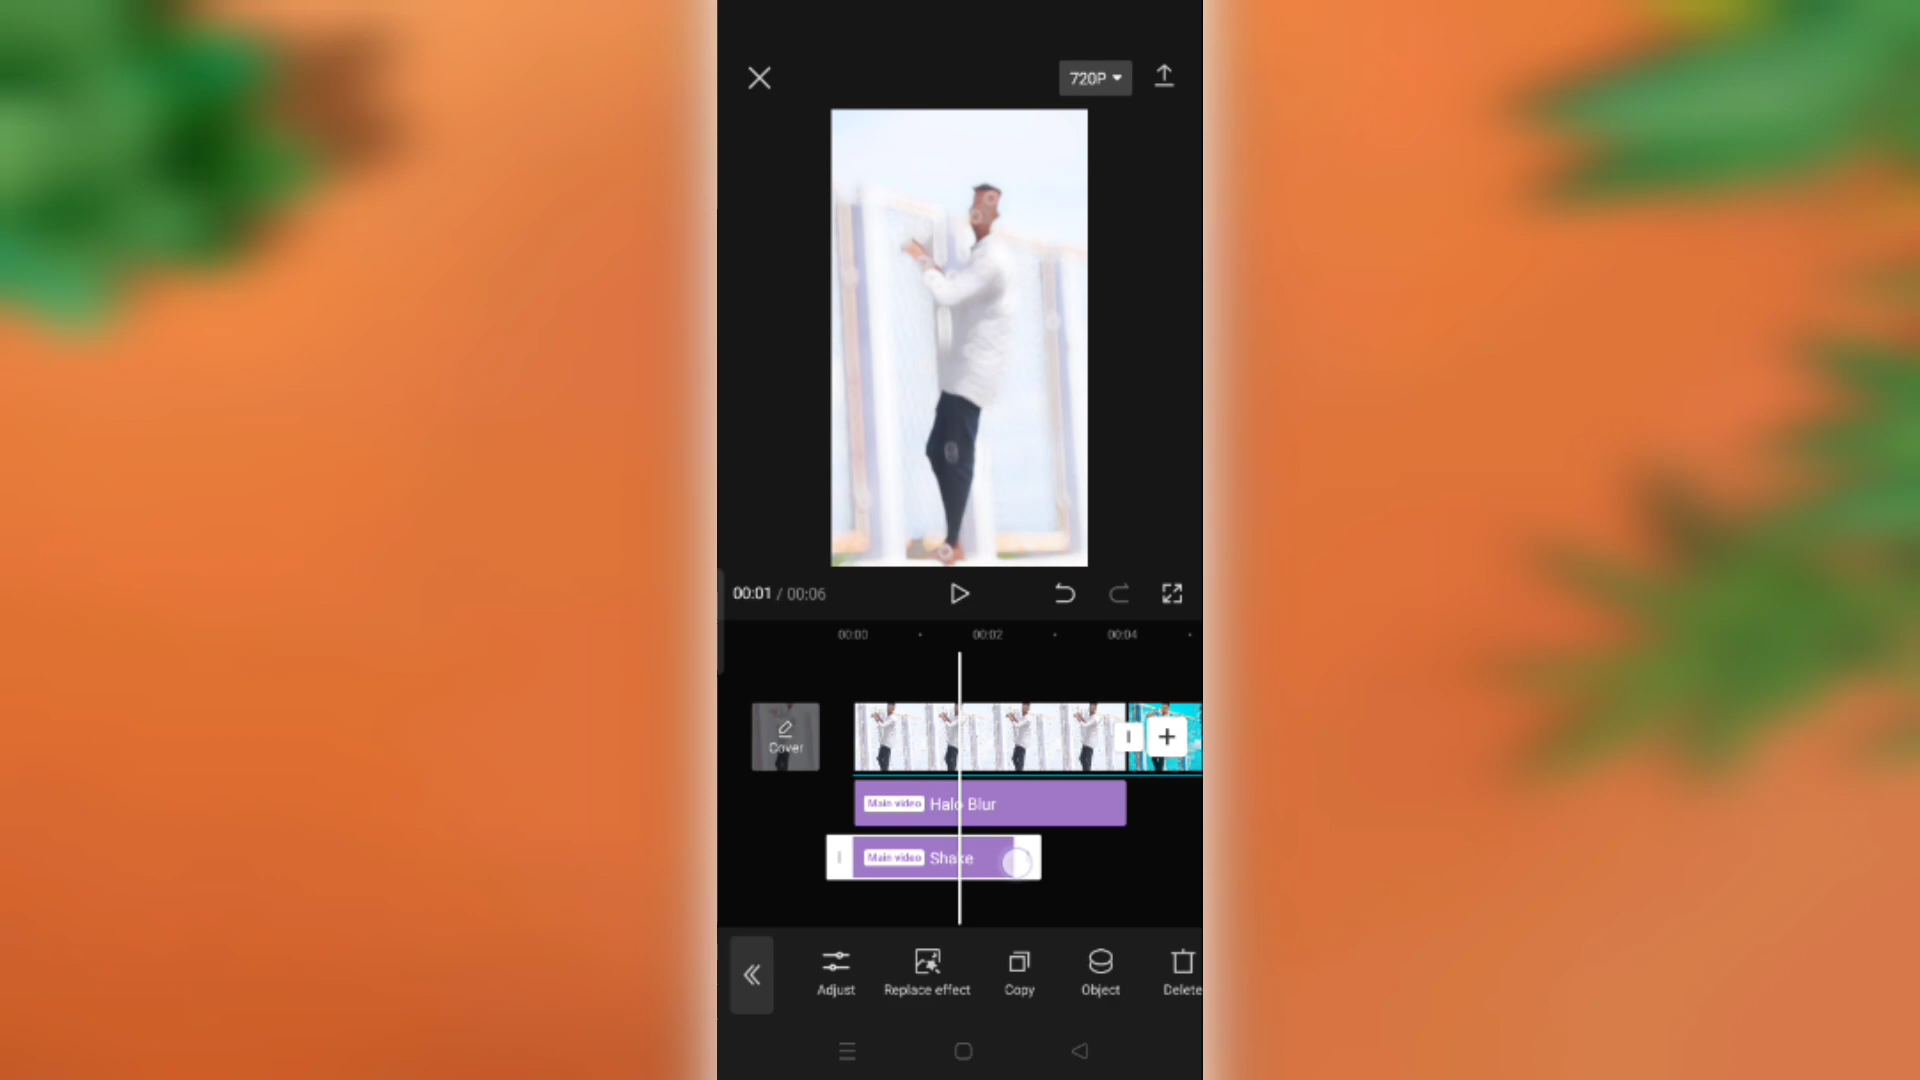 720P
00:01 / 00:06
00:00
00:02
00:04
Cover
Main video Halo Blur
Main video Shake
Adjust
Replace effect
Copy
Object
Delete